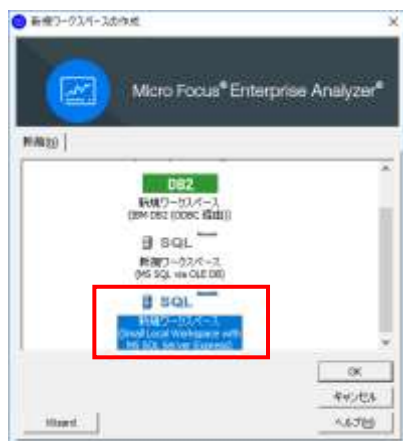 新規ワークスペースの作成
Micro Focus® Enterprise Analyzer®
新規(N)
DB2
新規ワークスペース
(IBM DB2 (ODBC 経由))
SQL
新規ワークスペース
(MS SQL via OLE DB)
SQL
新規ワークスペース
(Small Local Workspace with
MS SQL Server Express)
OK
キャンセル
Wizard
ヘルプ(H)